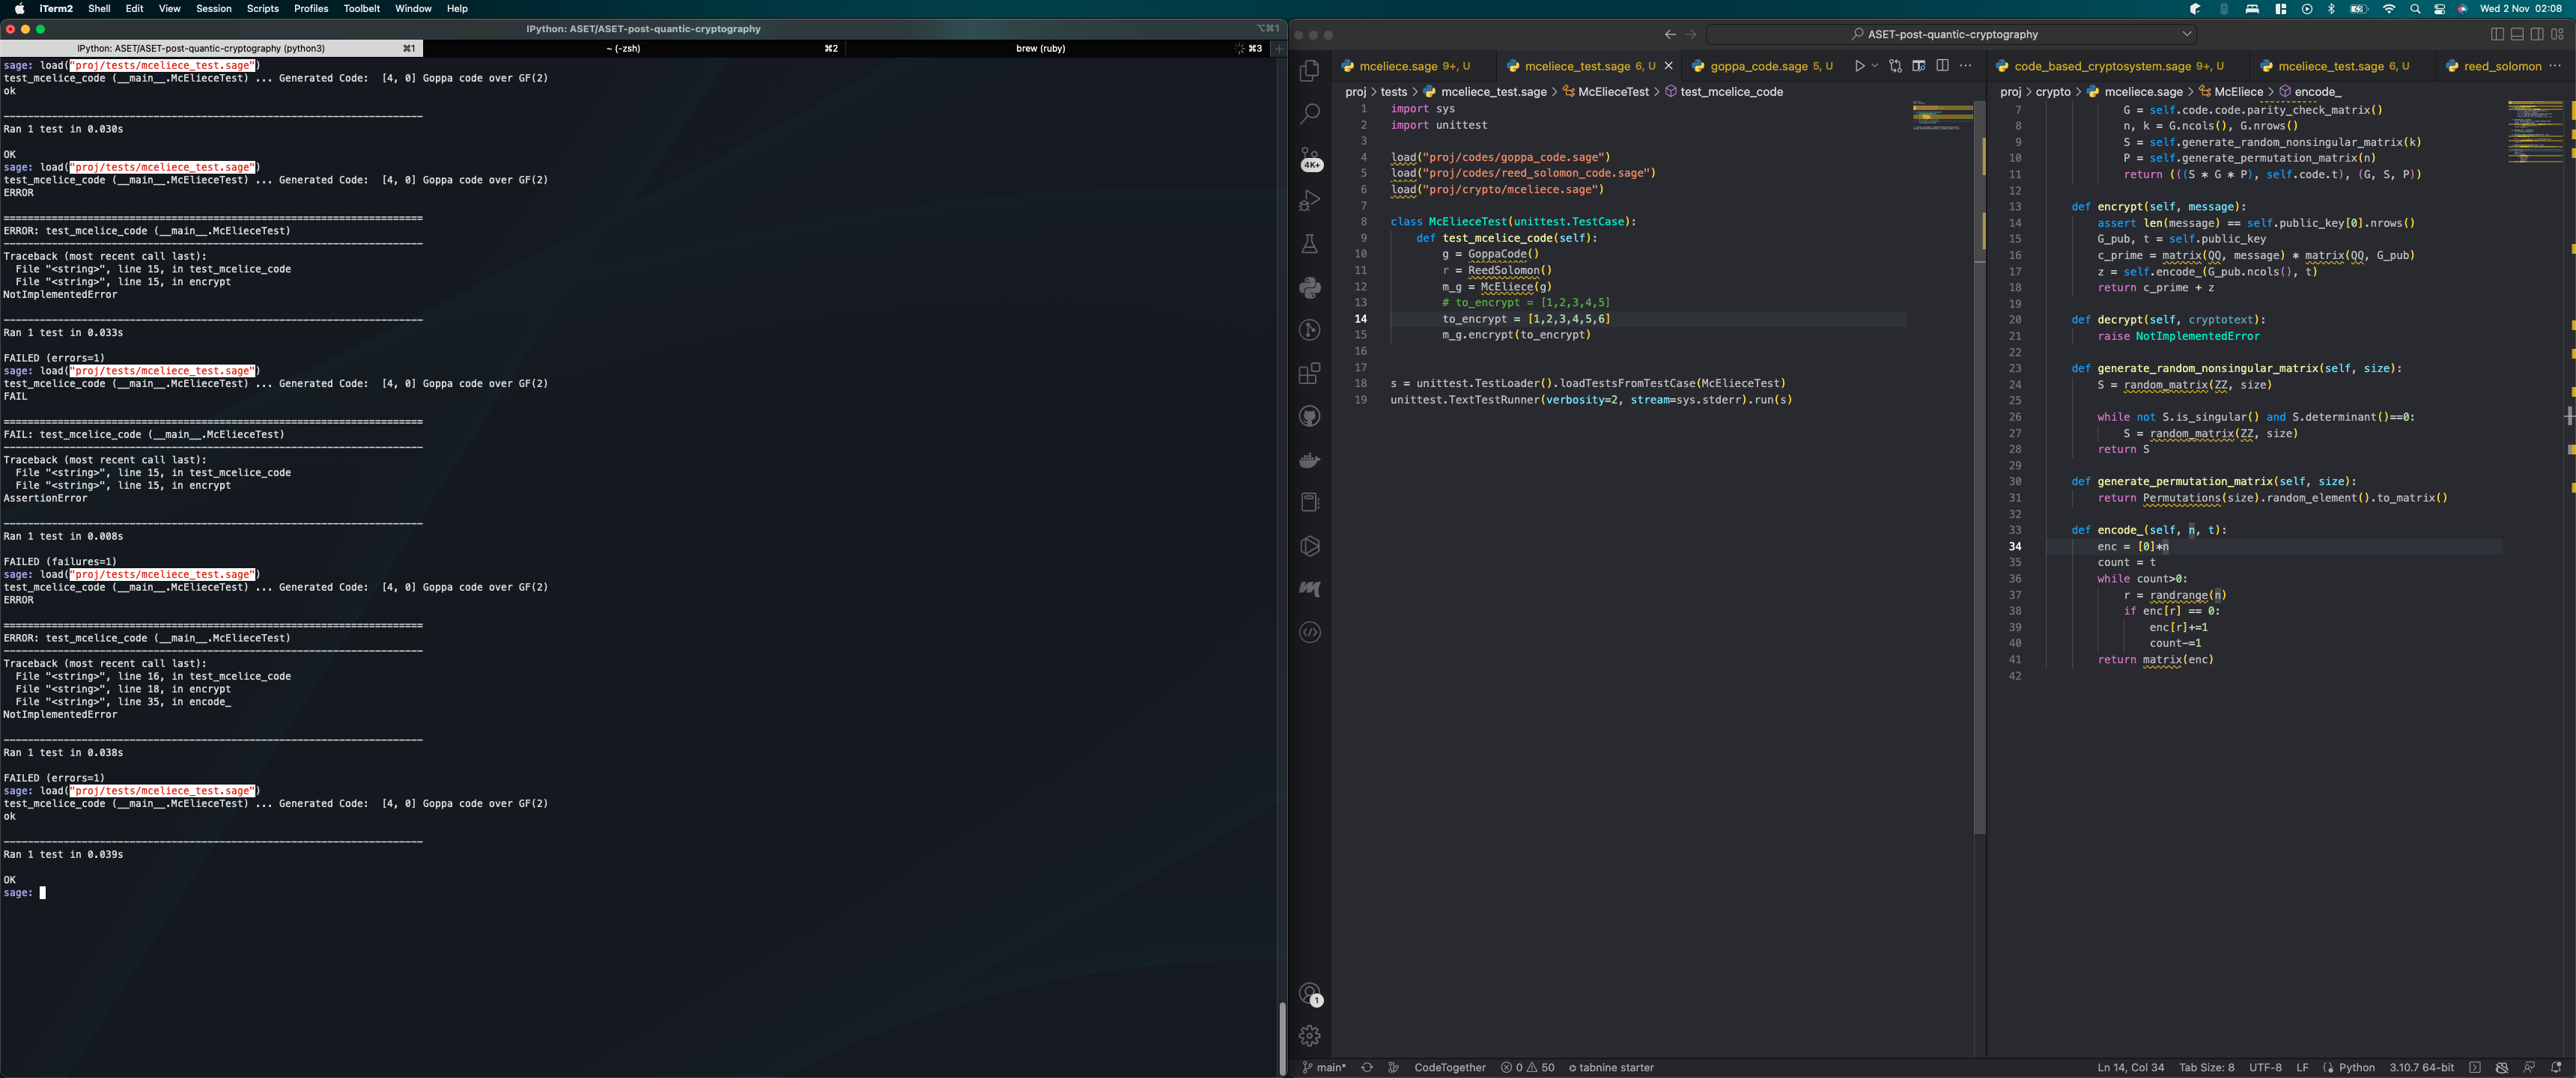 iTerm2 Shell Edit View Session Scripts Profiles Toolbelt Window Help
Wed 2 Nov 02:08
IPython: ASET/ASET-post-quantic-cryptography
⌥⌘1
IPython: ASET/ASET-post-quantic-cryptography (python3) ⌘1
~ (-zsh) ⌘2
brew (ruby) ⌘3
sage: load("proj/tests/mceliece_test.sage")
test_mcelice_code (__main__.McElieceTest) ... Generated Code:  [4, 0] Goppa code over GF(2)
ok
----------------------------------------------------------------------
Ran 1 test in 0.030s
OK
sage: load("proj/tests/mceliece_test.sage")
test_mcelice_code (__main__.McElieceTest) ... Generated Code:  [4, 0] Goppa code over GF(2)
ERROR
======================================================================
ERROR: test_mcelice_code (__main__.McElieceTest)
----------------------------------------------------------------------
Traceback (most recent call last):
  File "<string>", line 15, in test_mcelice_code
  File "<string>", line 15, in encrypt
NotImplementedError
----------------------------------------------------------------------
Ran 1 test in 0.033s
FAILED (errors=1)
sage: load("proj/tests/mceliece_test.sage")
test_mcelice_code (__main__.McElieceTest) ... Generated Code:  [4, 0] Goppa code over GF(2)
FAIL
======================================================================
FAIL: test_mcelice_code (__main__.McElieceTest)
----------------------------------------------------------------------
Traceback (most recent call last):
  File "<string>", line 15, in test_mcelice_code
  File "<string>", line 15, in encrypt
AssertionError
----------------------------------------------------------------------
Ran 1 test in 0.008s
FAILED (failures=1)
sage: load("proj/tests/mceliece_test.sage")
test_mcelice_code (__main__.McElieceTest) ... Generated Code:  [4, 0] Goppa code over GF(2)
ERROR
======================================================================
ERROR: test_mcelice_code (__main__.McElieceTest)
----------------------------------------------------------------------
Traceback (most recent call last):
  File "<string>", line 16, in test_mcelice_code
  File "<string>", line 18, in encrypt
  File "<string>", line 35, in encode_
NotImplementedError
----------------------------------------------------------------------
Ran 1 test in 0.038s
FAILED (errors=1)
sage: load("proj/tests/mceliece_test.sage")
test_mcelice_code (__main__.McElieceTest) ... Generated Code:  [4, 0] Goppa code over GF(2)
ok
----------------------------------------------------------------------
Ran 1 test in 0.039s
OK
sage:
ASET-post-quantic-cryptography
4K+
1
mceliece.sage 9+, U
mceliece_test.sage 6, U
goppa_code.sage 5, U
proj > tests > mceliece_test.sage > McElieceTest > test_mcelice_code
1 import sys
2 import unittest
3
4 load("proj/codes/goppa_code.sage")
5 load("proj/codes/reed_solomon_code.sage")
6 load("proj/crypto/mceliece.sage")
7
8 class McElieceTest(unittest.TestCase):
9     def test_mcelice_code(self):
10         g = GoppaCode()
11         r = ReedSolomon()
12         m_g = McEliece(g)
13         # to_encrypt = [1,2,3,4,5]
14         to_encrypt = [1,2,3,4,5,6]
15         m_g.encrypt(to_encrypt)
16
17
18 s = unittest.TestLoader().loadTestsFromTestCase(McElieceTest)
19 unittest.TextTestRunner(verbosity=2, stream=sys.stderr).run(s)
code_based_cryptosystem.sage 9+, U
mceliece_test.sage 6, U
reed_solomon
proj > crypto > mceliece.sage > McEliece > encode_
7         G = self.code.code.parity_check_matrix()
8         n, k = G.ncols(), G.nrows()
9         S = self.generate_random_nonsingular_matrix(k)
10         P = self.generate_permutation_matrix(n)
11         return (((S * G * P), self.code.t), (G, S, P))
12
13     def encrypt(self, message):
14         assert len(message) == self.public_key[0].nrows()
15         G_pub, t = self.public_key
16         c_prime = matrix(QQ, message) * matrix(QQ, G_pub)
17         z = self.encode_(G_pub.ncols(), t)
18         return c_prime + z
19
20     def decrypt(self, cryptotext):
21         raise NotImplementedError
22
23     def generate_random_nonsingular_matrix(self, size):
24         S = random_matrix(ZZ, size)
25
26         while not S.is_singular() and S.determinant()==0:
27             S = random_matrix(ZZ, size)
28         return S
29
30     def generate_permutation_matrix(self, size):
31         return Permutations(size).random_element().to_matrix()
32
33     def encode_(self, n, t):
34         enc = [0]*n
35         count = t
36         while count>0:
37             r = randrange(n)
38             if enc[r] == 0:
39                 enc[r]+=1
40                 count-=1
41         return matrix(enc)
42
main*
CodeTogether
0 50
tabnine starter
Ln 14, Col 34
Tab Size: 8
UTF-8
LF
Python
3.10.7 64-bit